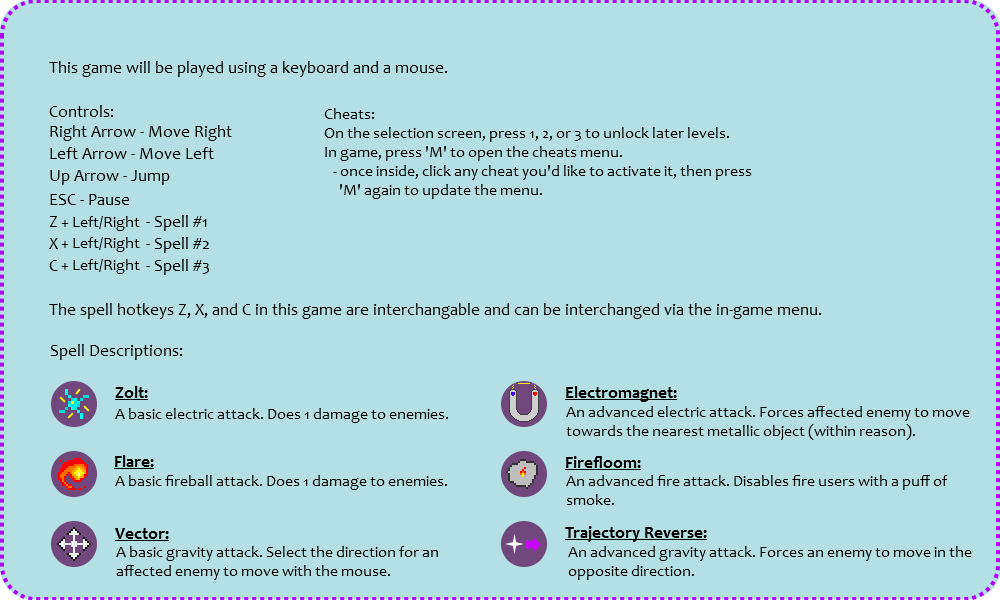 This game will be played using a keyboard and a mouse.
Controls:
Right Arrow - Move Right
Left Arrow - Move Left
Up Arrow - Jump
ESC - Pause
Z + Left/Right - Spell #1
X + Left/Right - Spell #2
C + Left/Right - Spell #3
Cheats:
On the selection screen, press 1, 2, or 3 to unlock later levels.
In game, press 'M' to open the cheats menu.
- once inside, click any cheat you'd like to activate it, then press
'M' again to update the menu.
The spell hotkeys Z, X, and C in this game are interchangable and can be interchanged via the in-game menu.
Spell Descriptions:
Zolt:
A basic electric attack. Does 1 damage to enemies.
Flare:
A basic fireball attack. Does 1 damage to enemies.
Vector:
A basic gravity attack. Select the direction for an
affected enemy to move with the mouse.
Electromagnet:
An advanced electric attack. Forces affected enemy to move
towards the nearest metallic object (within reason).
Firefloom:
An advanced fire attack. Disables fire users with a puff of
smoke.
Trajectory Reverse:
An advanced gravity attack. Forces an enemy to move in the
opposite direction.